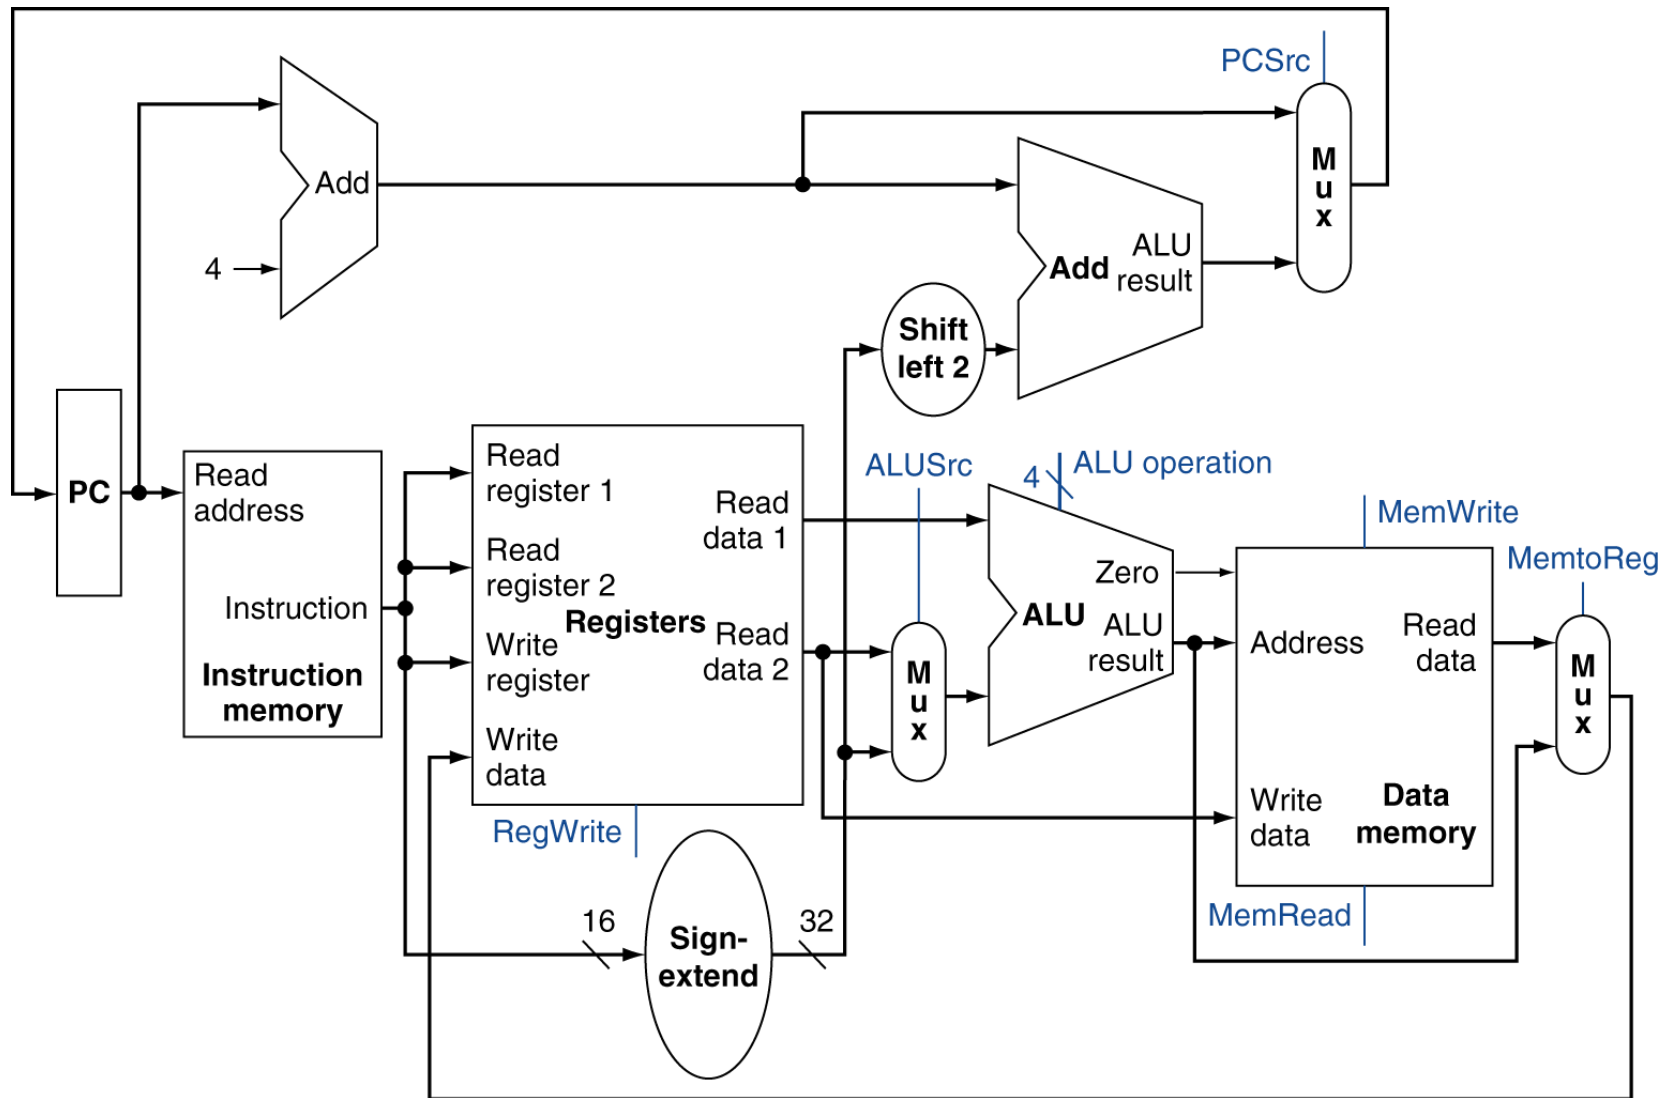 PCSrc
M
u
x
Add
4
ALU
result
Add
Shift
left 2
PC
Read
address
Instruction
Instruction
memory
Read
register 1
Read
register 2
Write
register
Write
data
Registers
Read
data 1
Read
data 2
RegWrite
16
Sign-
extend
32
ALUSrc
M
u
x
4
ALU operation
Zero
ALU
ALU
result
MemWrite
Address
Read
data
Write
data
Data
memory
MemRead
MemtoReg
M
u
x